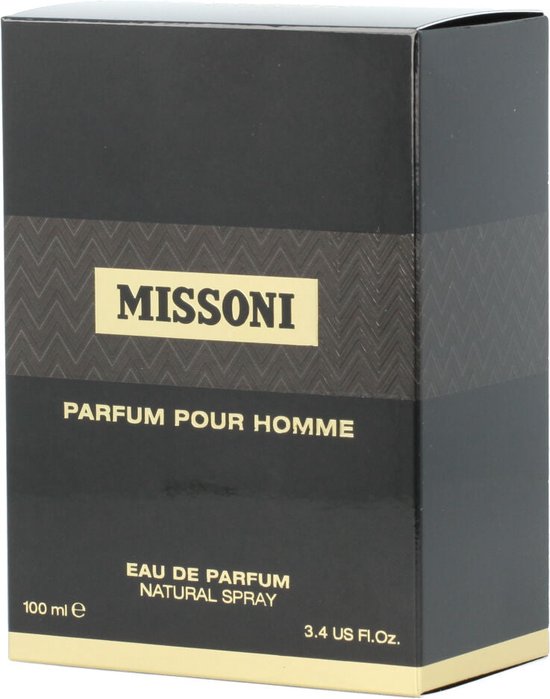 MISSONI
PARFUM POUR HOMME
EAU DE PARFUM
NATURAL SPRAY
100 ml ℮
3.4 US Fl.Oz.